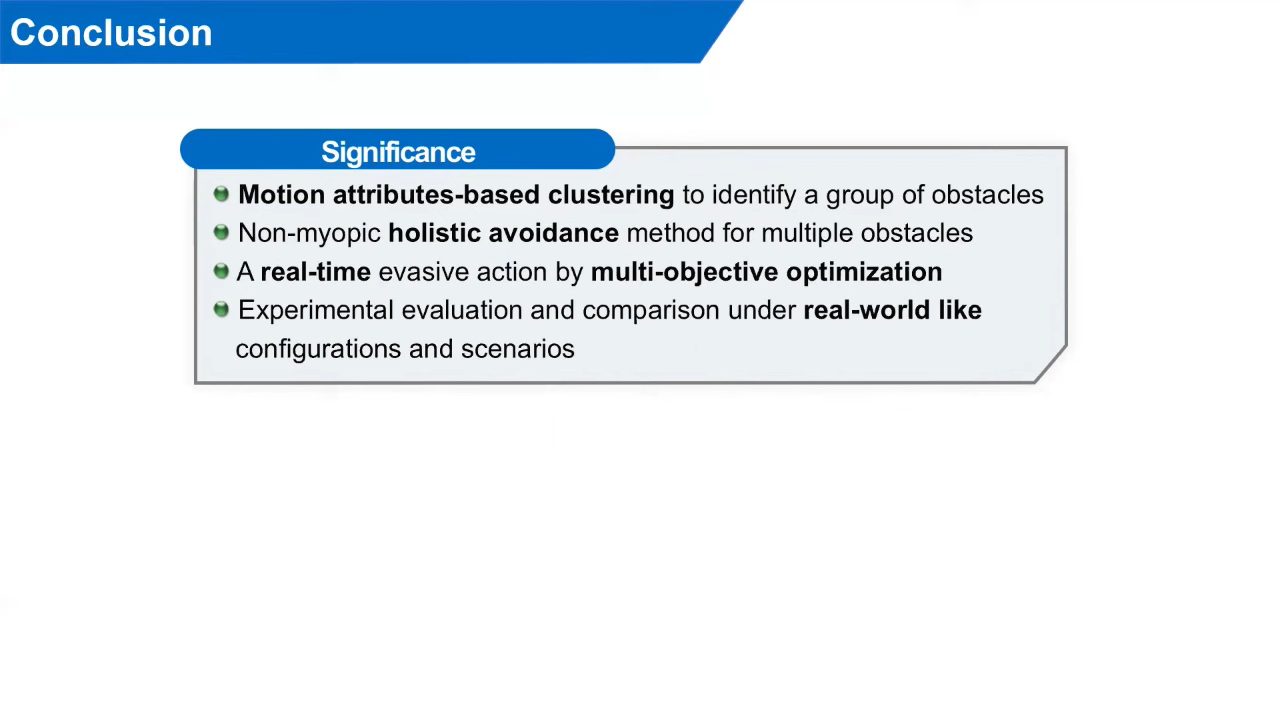 Conclusion
Significance
Motion attributes-based clustering to identify a group of obstacles
Non-myopic holistic avoidance method for multiple obstacles
A real-time evasive action by multi-objective optimization
Experimental evaluation and comparison under real-world like
configurations and scenarios